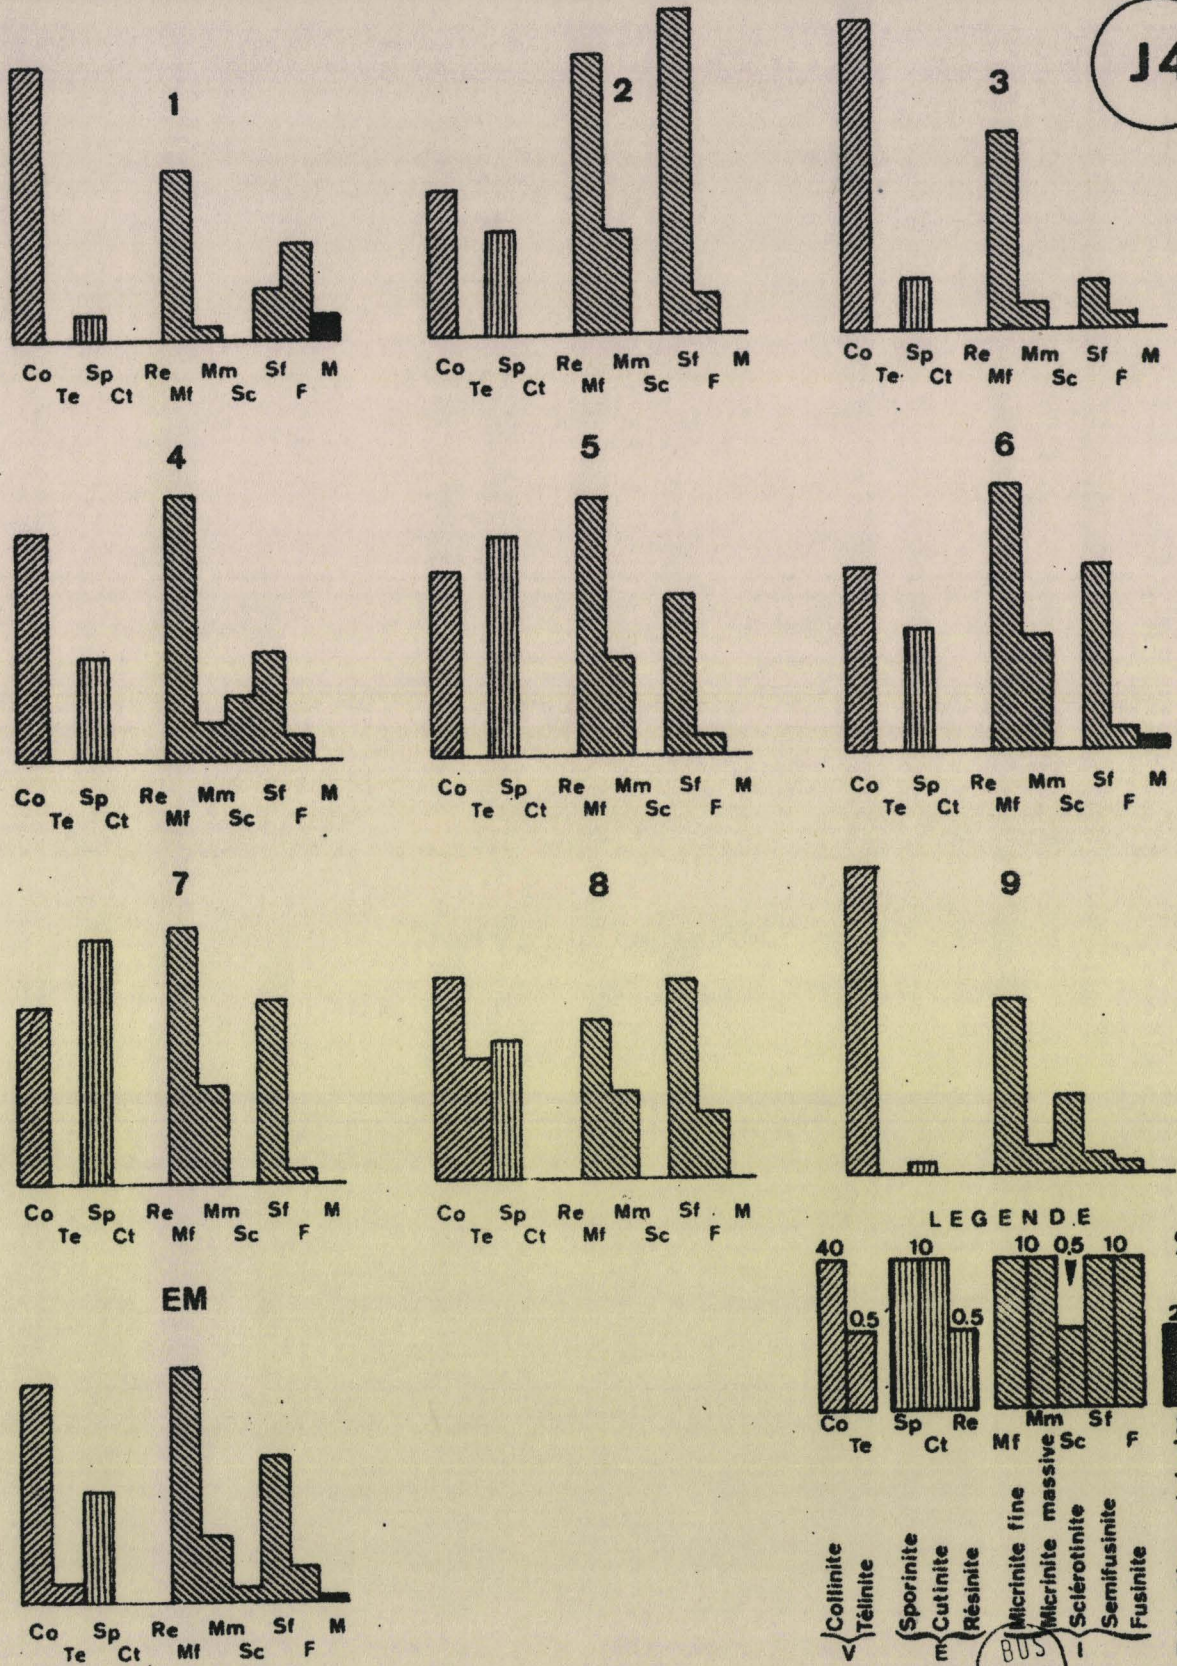 J4
1
2
3
Co Sp Re Mm Sf M
Te Ct Mf Sc F
Co Sp Re Mm Sf M
Te Ct Mf Sc F
Co Sp Re Mm Sf M
Te Ct Mf Sc F
4
5
6
Co Sp Re Mm Sf M
Te Ct Mf Sc F
Co Sp Re Mm Sf M
Te Ct Mf Sc F
Co Sp Re Mm Sf M
Te Ct Mf Sc F
7
8
9
Co Sp Re Mm Sf M
Te Ct Mf Sc F
Co Sp Re Mm Sf M
Te Ct Mf Sc F
EM
Co Sp Re Mm Sf M
Te Ct Mf Sc F
LEGENDE
40 10 10 0.5 10
0.5 0.5 2
Co Sp Re Mm Sf
Te Ct Mf Sc F
Collinite
Télinite
Sporinite
Cutinite
Résinite
Micrinite fine
Micrinite massive
Sclérotinite
Semifusinite
Fusinite
V E I
BUS